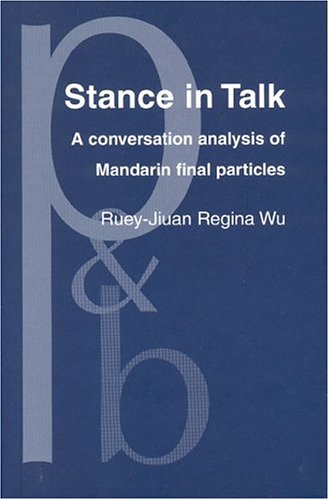 Stance in Talk
A conversation analysis of
Mandarin final particles
Ruey-Jiuan Regina Wu
p
&
b